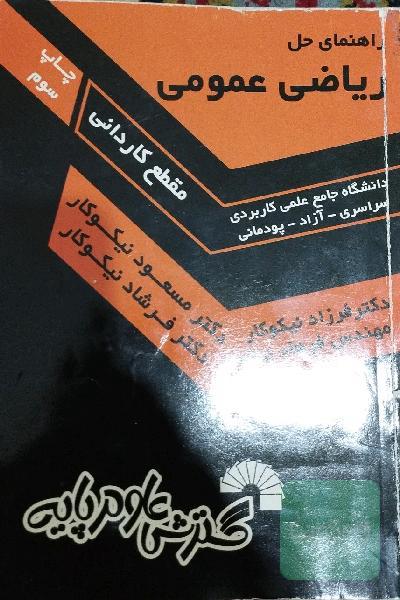 راهنمای حل
ریاضی عمومی
چاپ
سوم
مقطع کاردانی
دانشگاه جامع علمی کاربردی
سراسری - آزاد - پودمانی
دکتر مسعود نیکوکار
دکتر فرشاد نیکوکار
دکتر فرزاد نیکوکار
مهندس
گسترش علوم پایه